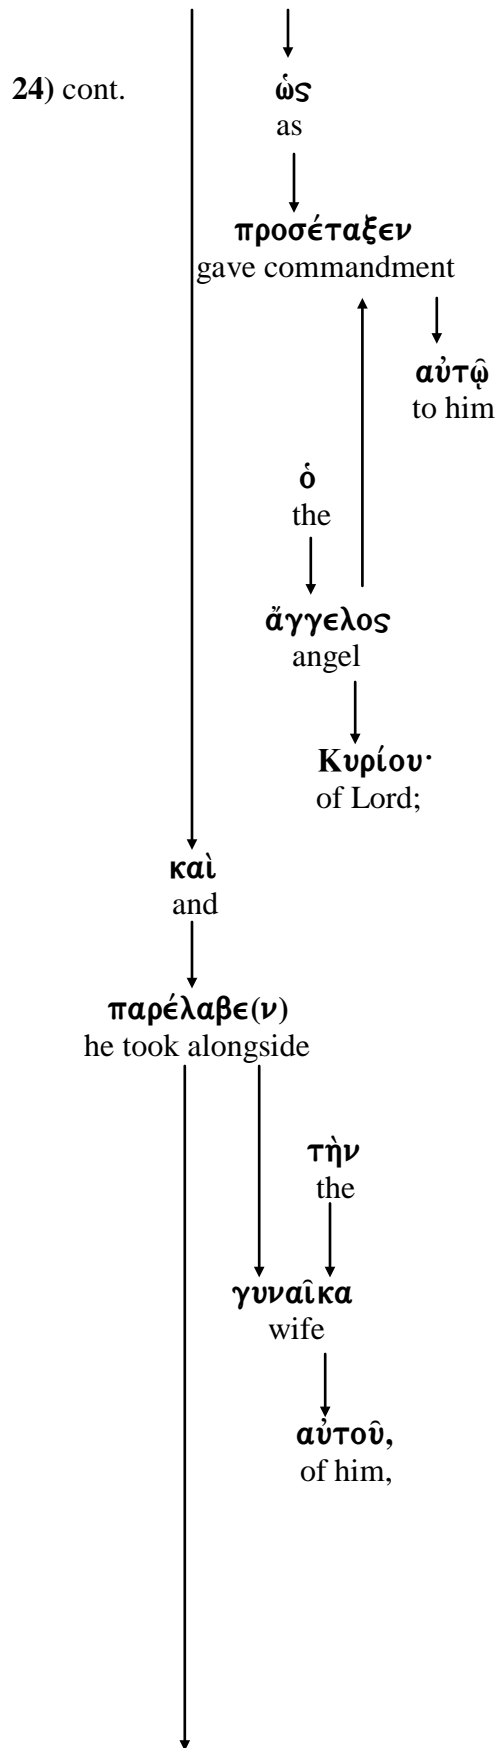 24) cont.
ὡς
as
προσέταξεν
gave commandment
αὐτῷ
to him
ὁ
the
ἄγγελος
angel
Κυρίου·
of Lord;
καὶ
and
παρέλαβε(ν)
he took alongside
τὴν
the
γυναῖκα
wife
αὐτοῦ,
of him,